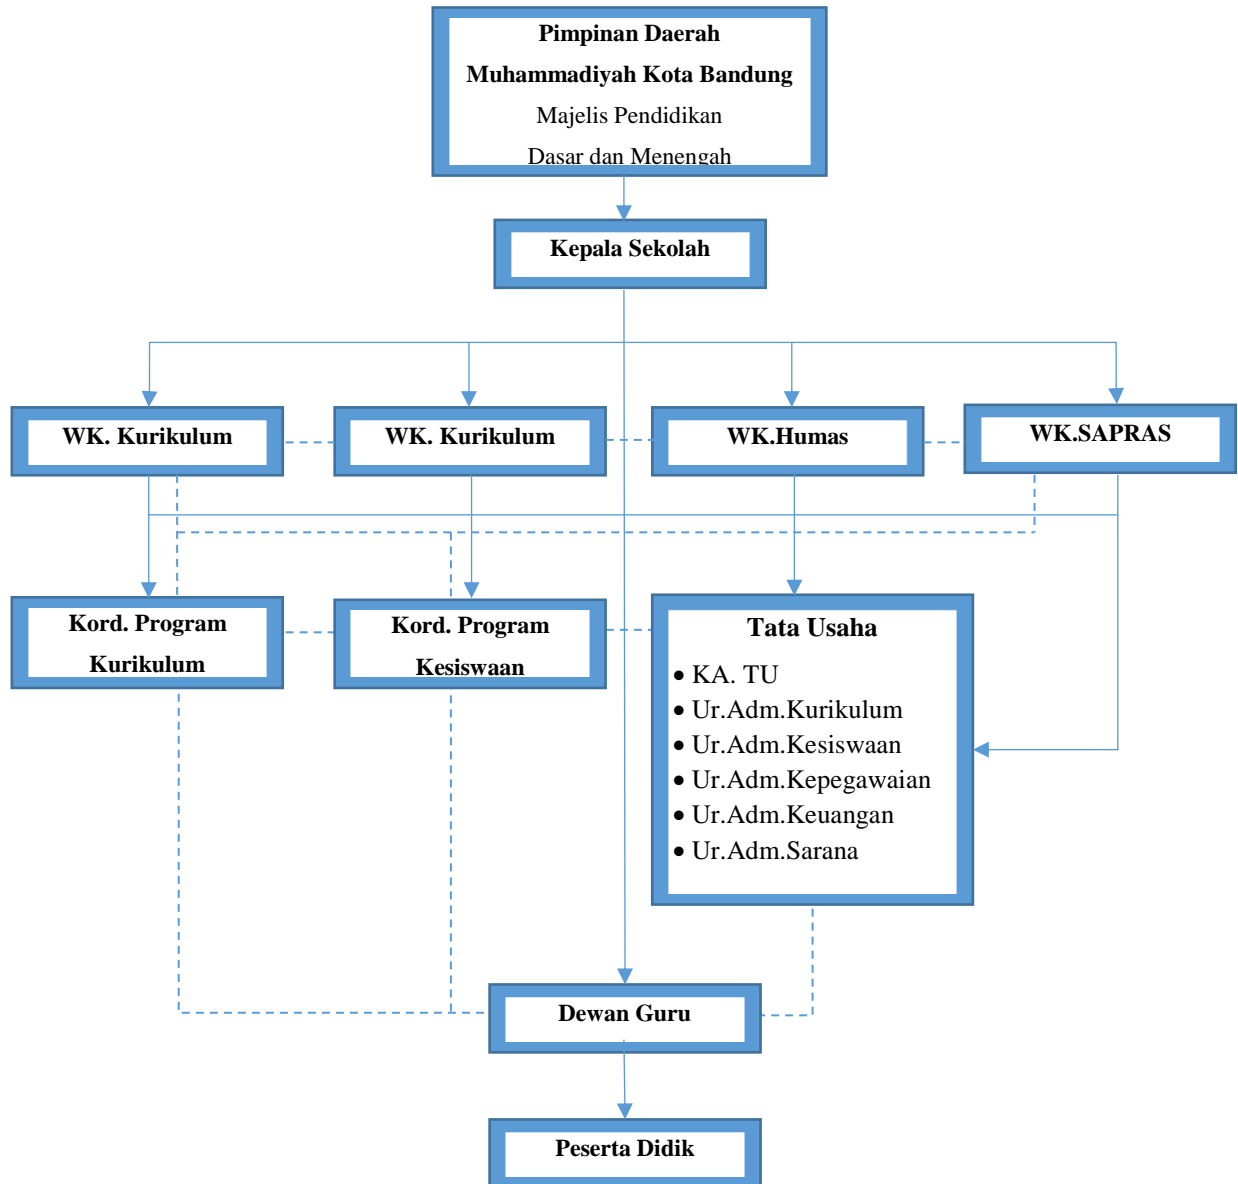 Pimpinan Daerah
Muhammadiyah Kota Bandung
Majelis Pendidikan
Dasar dan Menengah
Kepala Sekolah
WK. Kurikulum
WK. Kurikulum
WK.Humas
WK.SAPRAS
Kord. Program
Kurikulum
Kord. Program
Kesiswaan
Tata Usaha
• KA. TU
• Ur.Adm.Kurikulum
• Ur.Adm.Kesiswaan
• Ur.Adm.Kepegawaian
• Ur.Adm.Keuangan
• Ur.Adm.Sarana
Dewan Guru
Peserta Didik